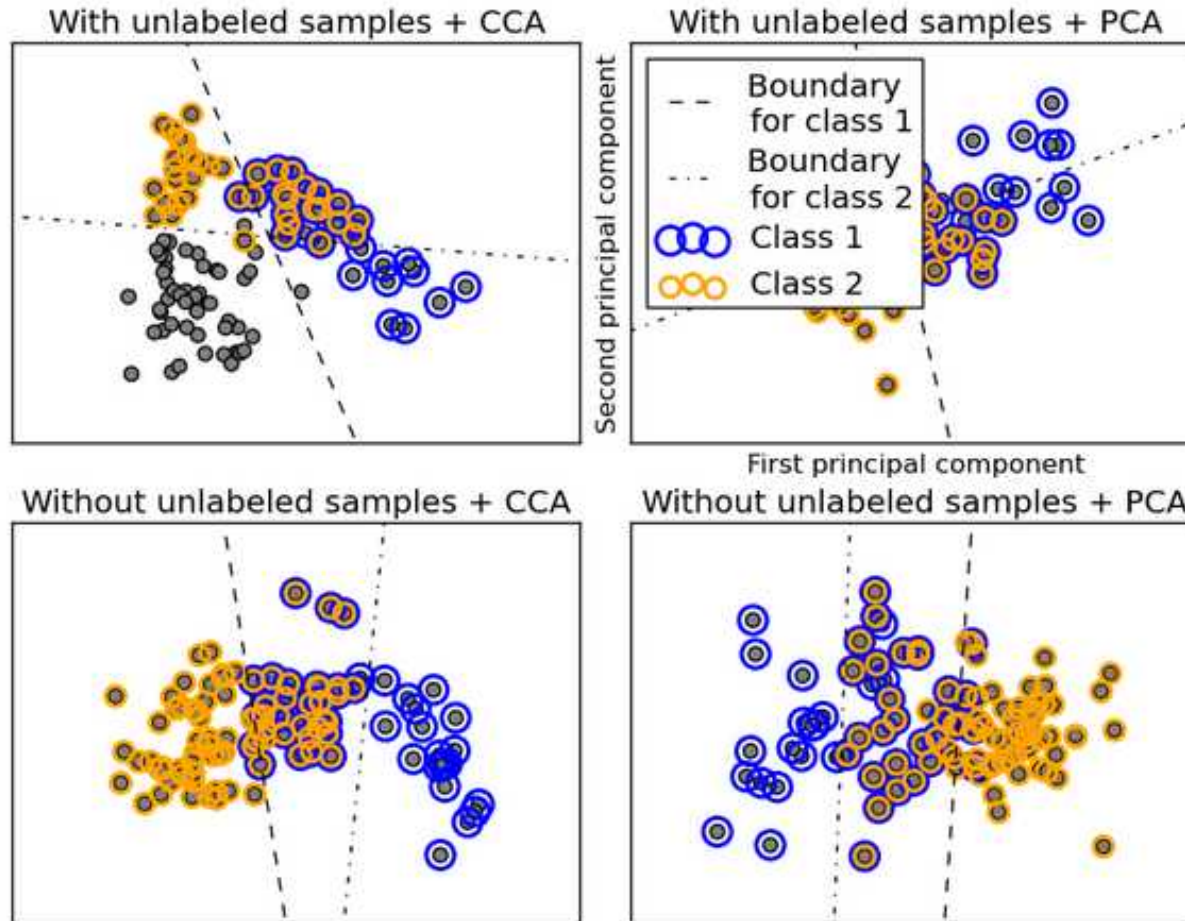 With unlabeled samples + CCA
With unlabeled samples + PCA
Second principal component
Boundary
for class 1
Boundary
for class 2
Class 1
Class 2
First principal component
Without unlabeled samples + CCA
Without unlabeled samples + PCA